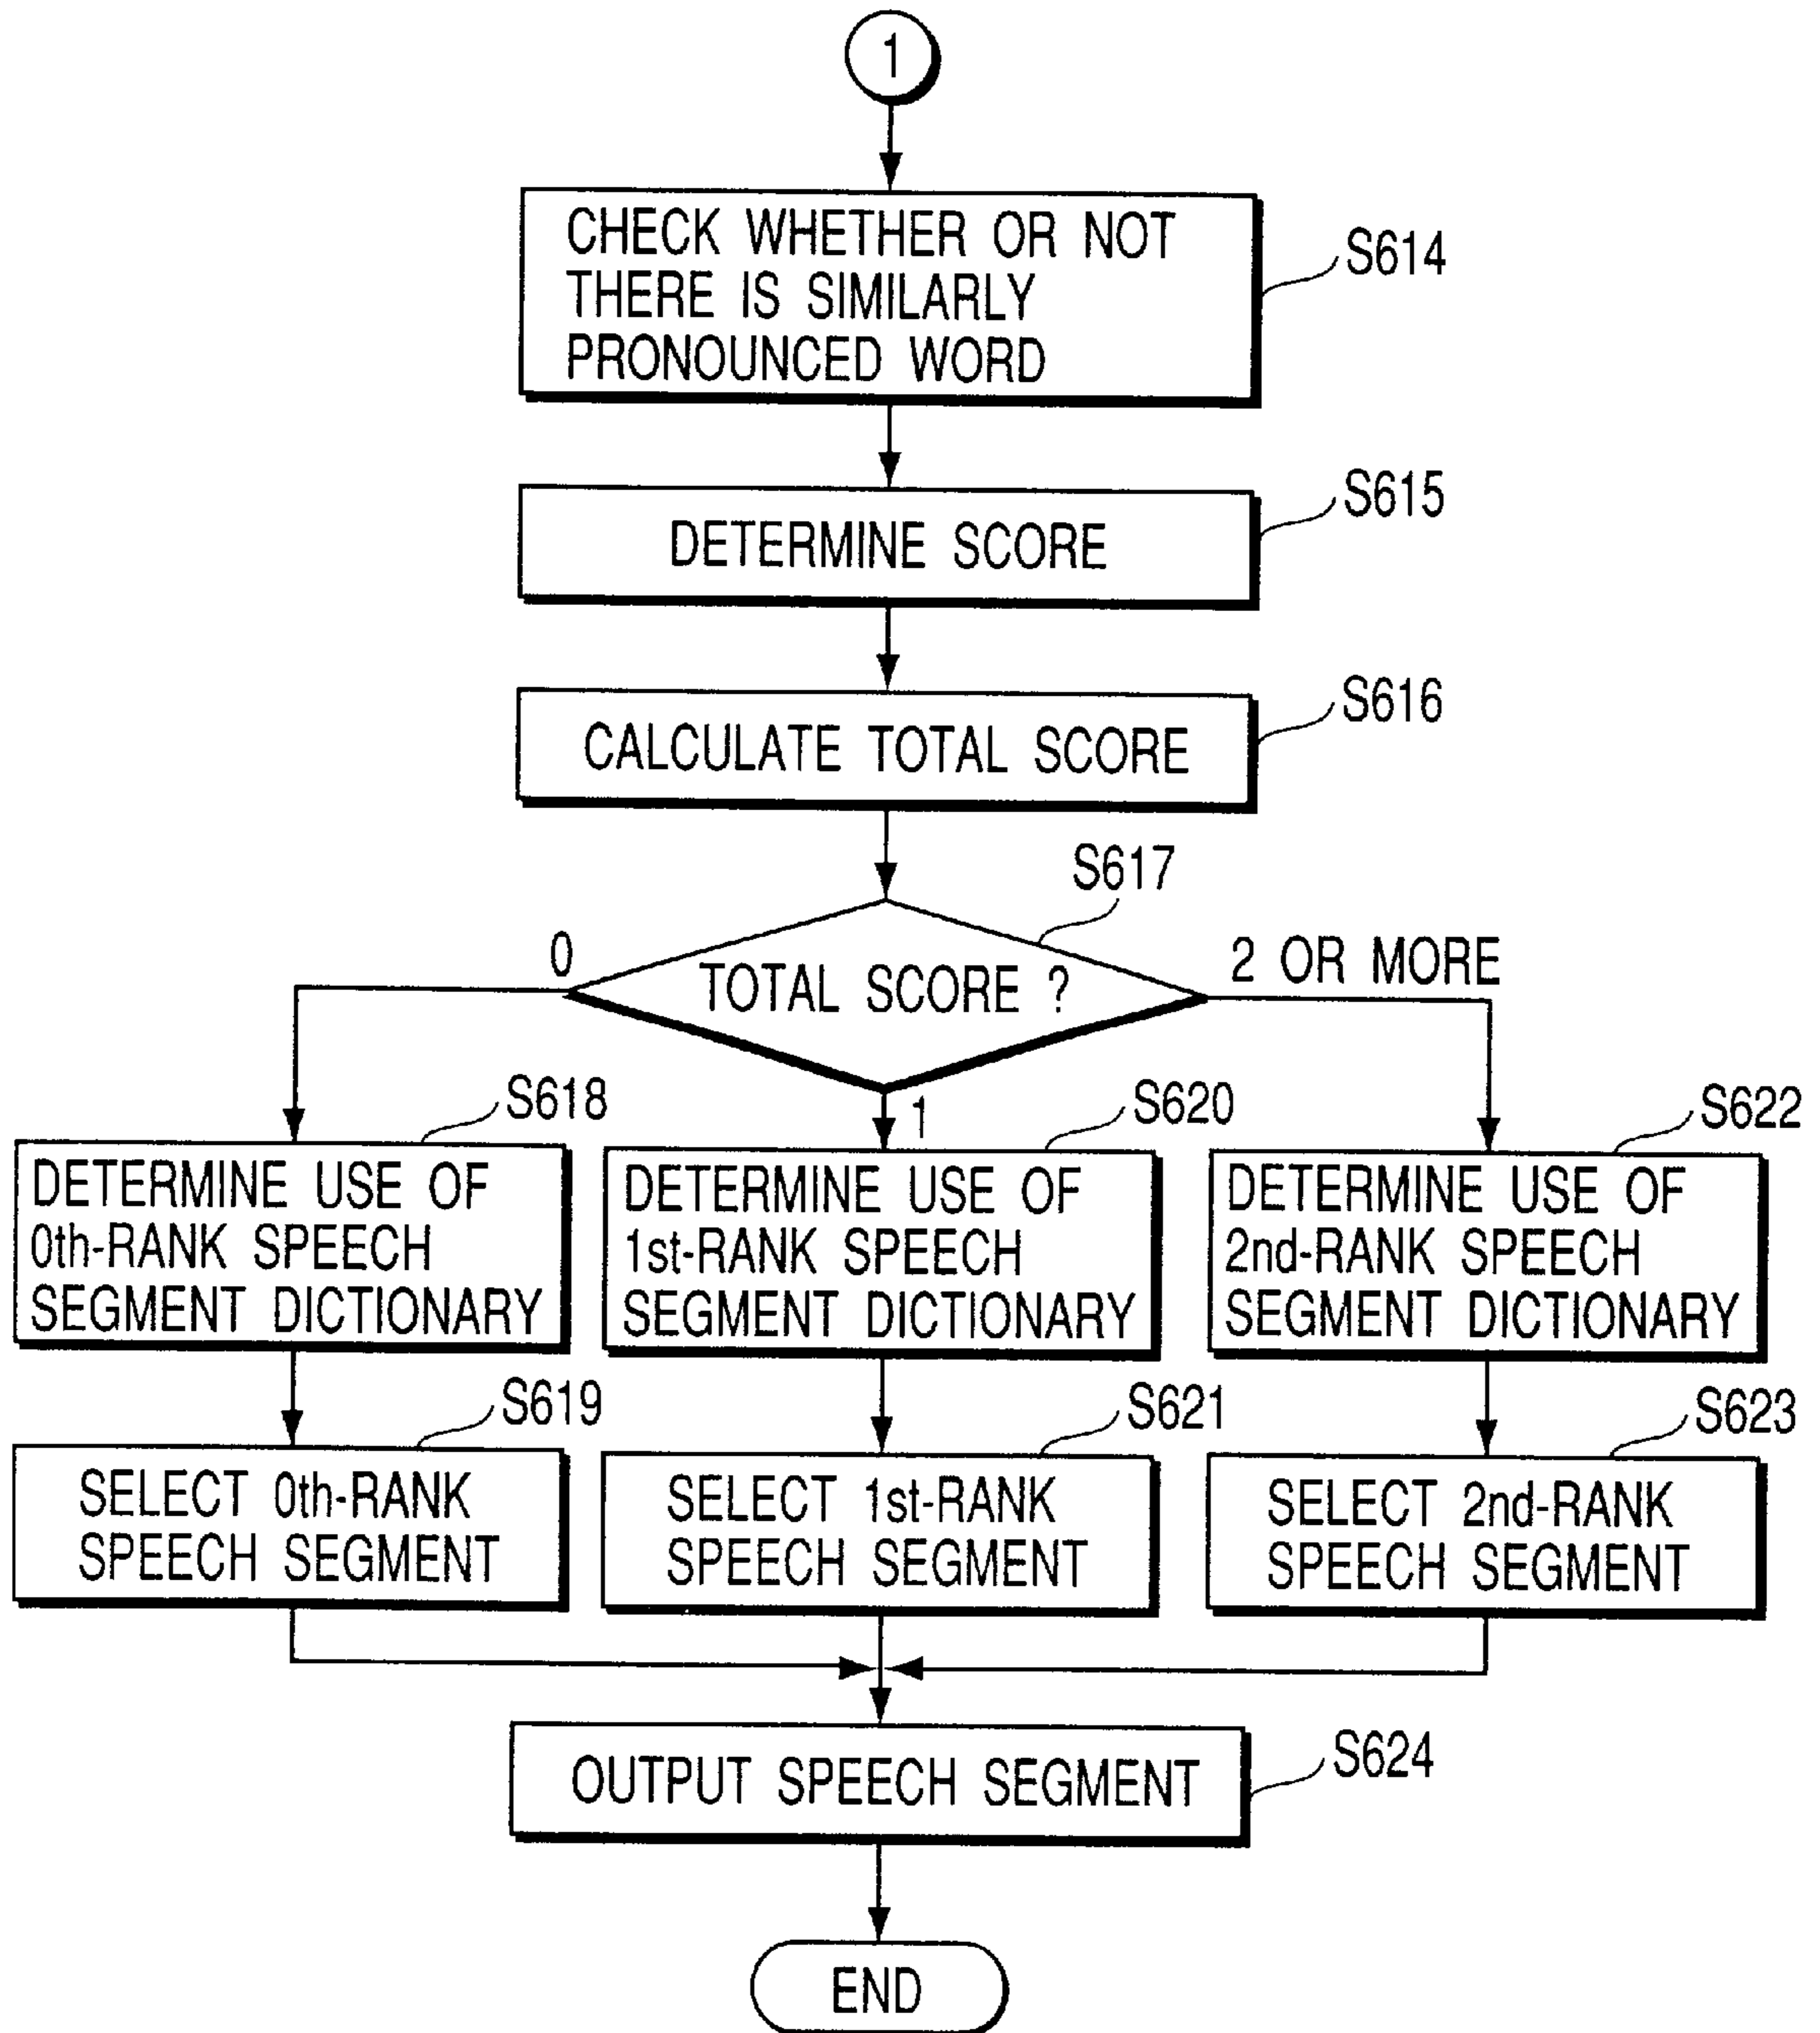 1
CHECK WHETHER OR NOT
THERE IS SIMILARLY
PRONOUNCED WORD
S614
DETERMINE SCORE
S615
CALCULATE TOTAL SCORE
S616
S617
TOTAL SCORE ?
0
2 OR MORE
1
S618
DETERMINE USE OF
0th-RANK SPEECH
SEGMENT DICTIONARY
S620
DETERMINE USE OF
1st-RANK SPEECH
SEGMENT DICTIONARY
S622
DETERMINE USE OF
2nd-RANK SPEECH
SEGMENT DICTIONARY
S619
SELECT 0th-RANK
SPEECH SEGMENT
S621
SELECT 1st-RANK
SPEECH SEGMENT
S623
SELECT 2nd-RANK
SPEECH SEGMENT
OUTPUT SPEECH SEGMENT
S624
END